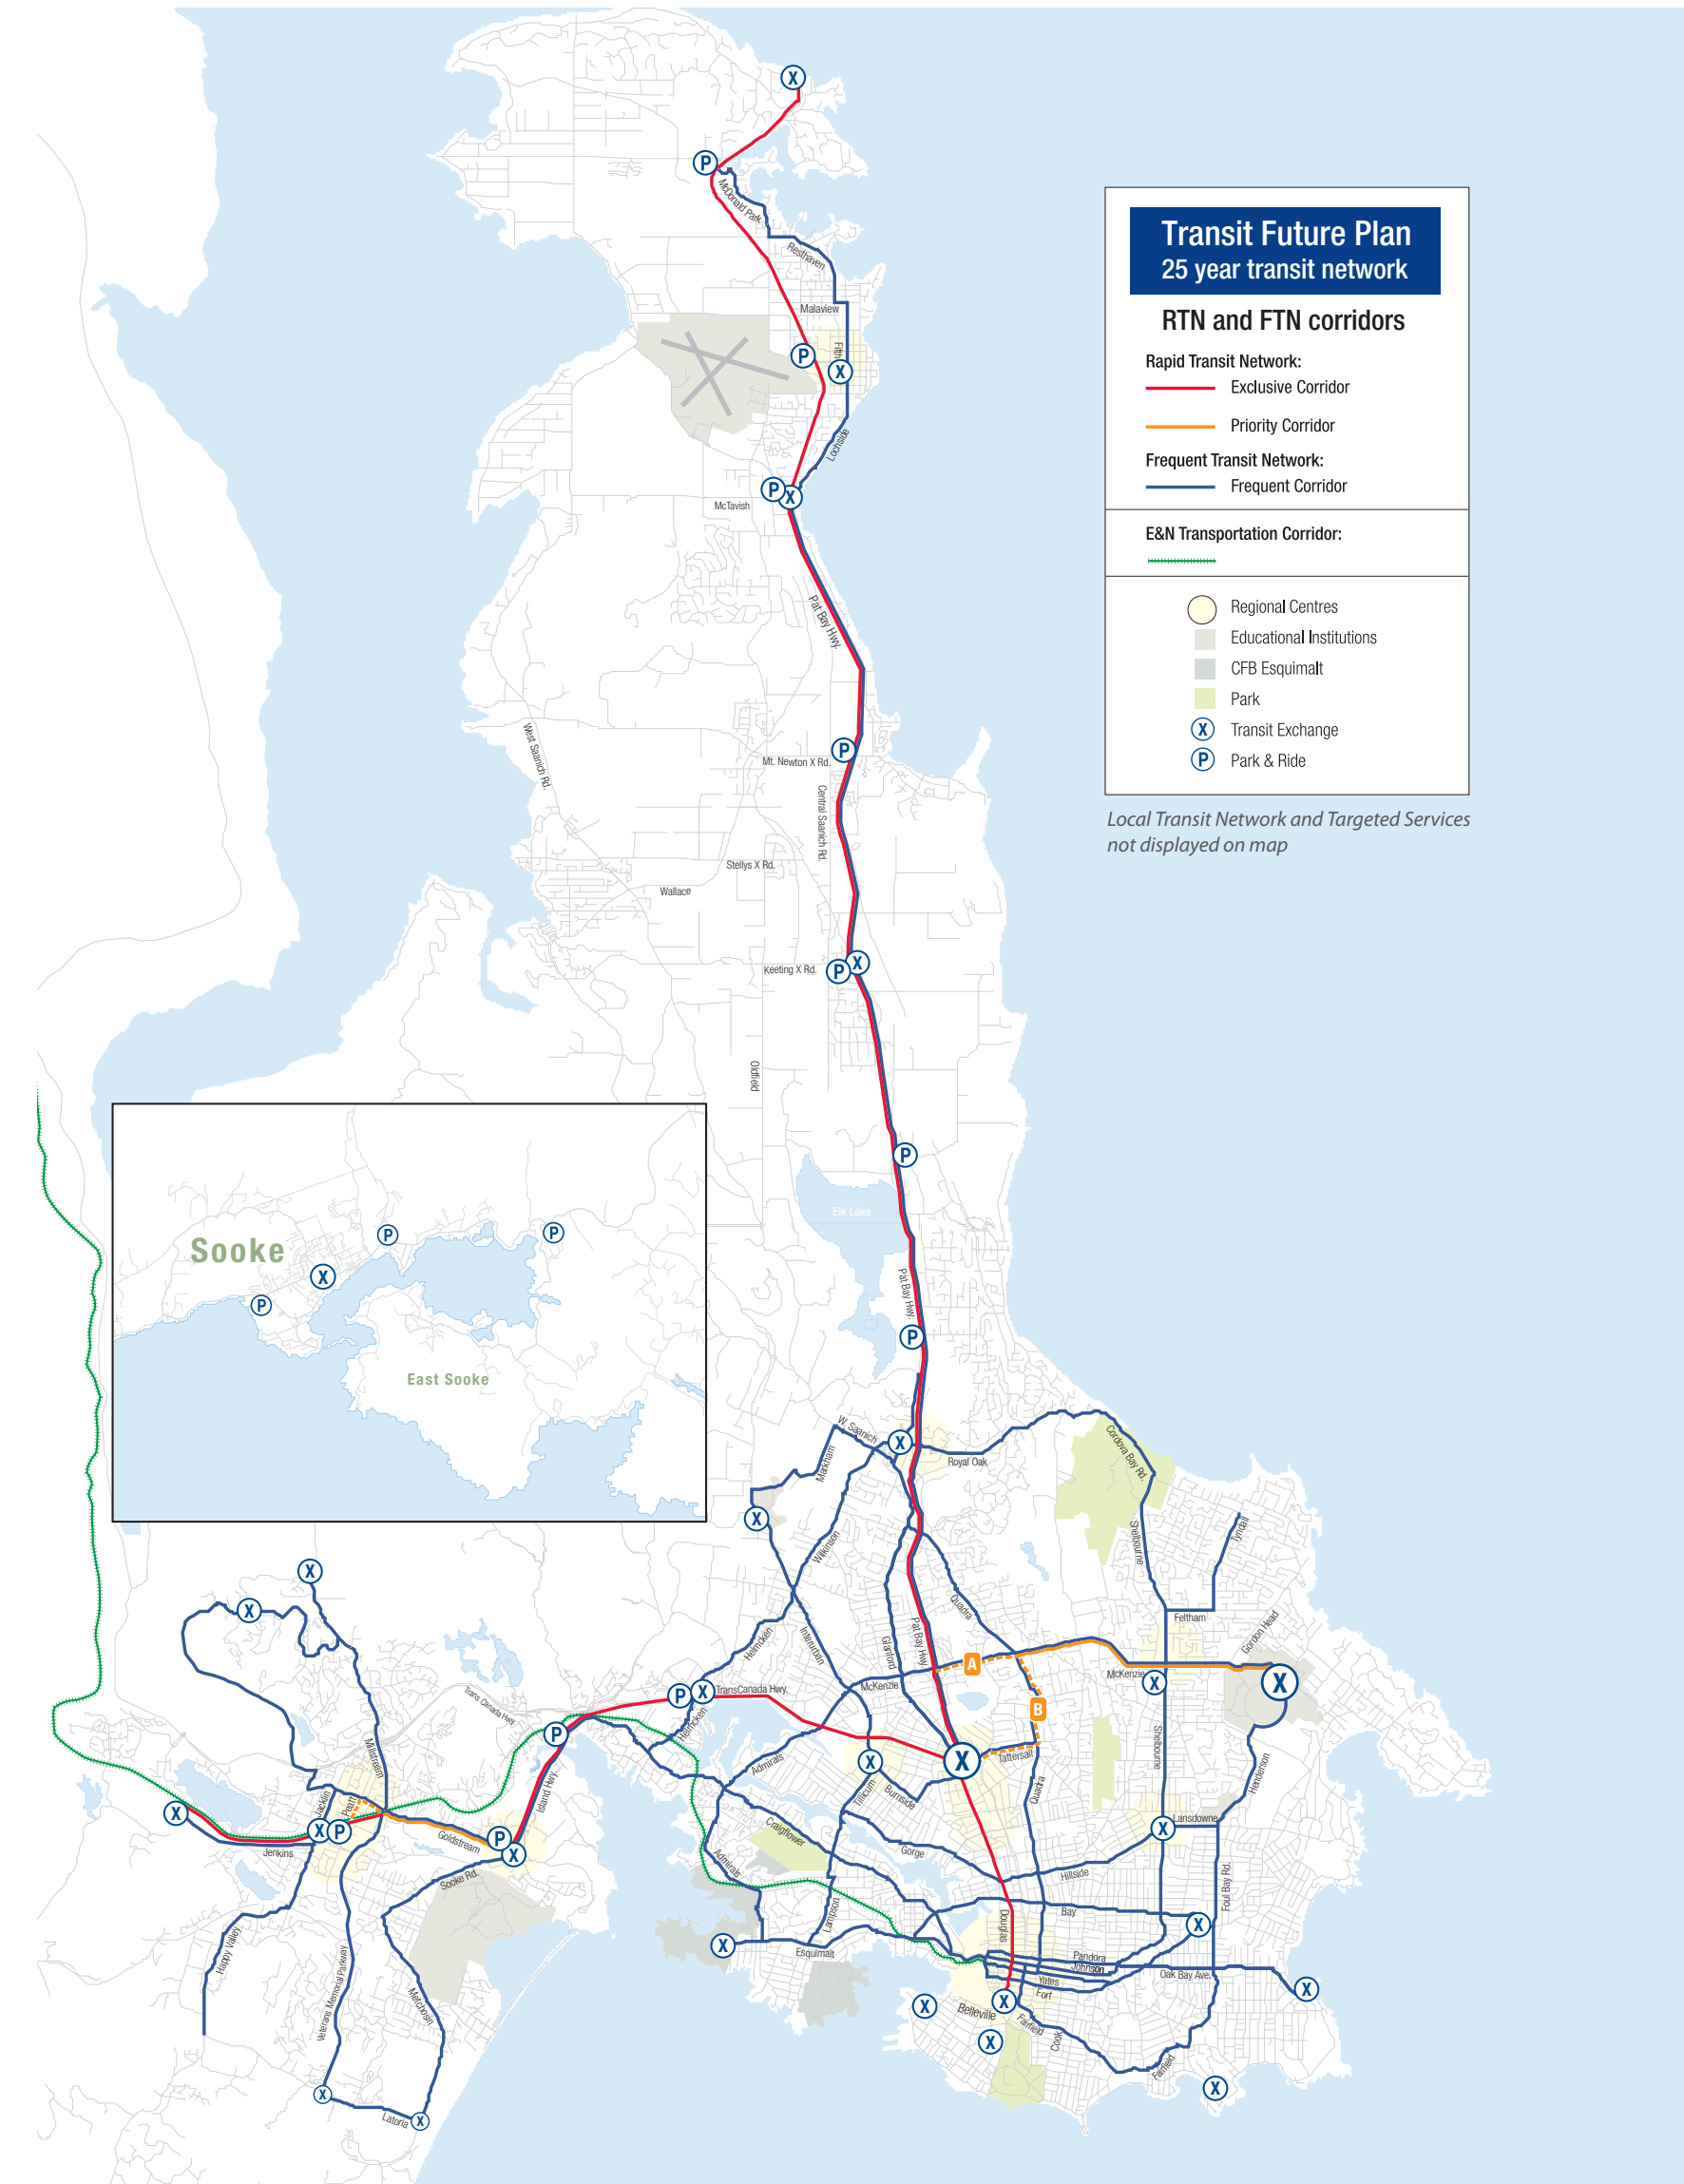 Transit Future Plan
25 year transit network
RTN and FTN corridors
Rapid Transit Network:
Exclusive Corridor
Priority Corridor
Frequent Transit Network:
Frequent Corridor
E&N Transportation Corridor:
Regional Centres
Educational Institutions
CFB Esquimalt
Park
X Transit Exchange
P Park & Ride
Local Transit Network and Targeted Services
not displayed on map
X
P
McDonald Park
Resthaven
Malaview
Fifth
P
X
Lochside
P
X
McTavish
Pat Bay Hwy.
West Saanich Rd.
P
Mt. Newton X Rd.
Central Saanich Rd.
Stellys X Rd.
Wallace
Keeting X Rd.
P
X
Oldfield
P
Elk Lake
Pat Bay Hwy.
P
Sooke
P
P
X
P
East Sooke
W. Saanich
X
Royal Oak
Markham
Cordova Bay Rd.
X
Wilkinson
Shelbourne
Tyndall
Quadra
Feltham
Gordon Head
X
X
Helmcken
Interurban
Glanford
Pat Bay Hwy.
A
McKenzie
McKenzie
X
X
P
X
TransCanada Hwy.
Trans Canada Hwy.
Helmcken
B
P
Millstream
Island Hwy.
Admirals
X
X
Tattersall
Shelbourne
Henderson
Tillicum
Burnside
Quadra
X
Jacklin
Peatt
X
P
Jenkins
Goldstream
P
X
Sooke Rd.
Craigflower
Gorge
Lansdowne
X
Admirals
Hillside
Foul Bay Rd.
Happy Valley
Veterans Memorial Parkway
Metchosin
Lampson
Douglas
Bay
X
X
Esquimalt
Pandora
Johnson
Yates
Fort
Oak Bay Ave.
X
X
Belleville
X
Fairfield
Cook
X
Fairfield
X
X
Latoria
X